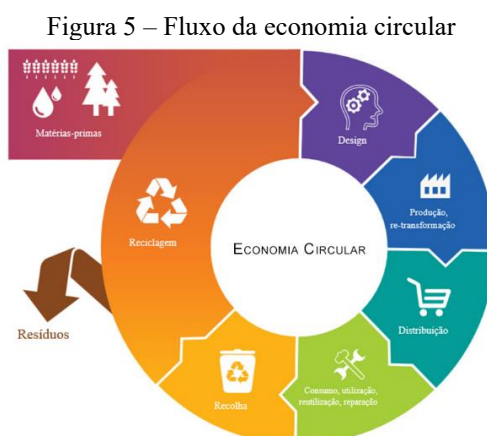 Figura 5 – Fluxo da economia circular
Matérias-primas
Design
Produção,
re-transformação
Distribuição
Consumo, utilização,
reutilização, reparação
Recolha
Reciclagem
Resíduos
ECONOMIA CIRCULAR